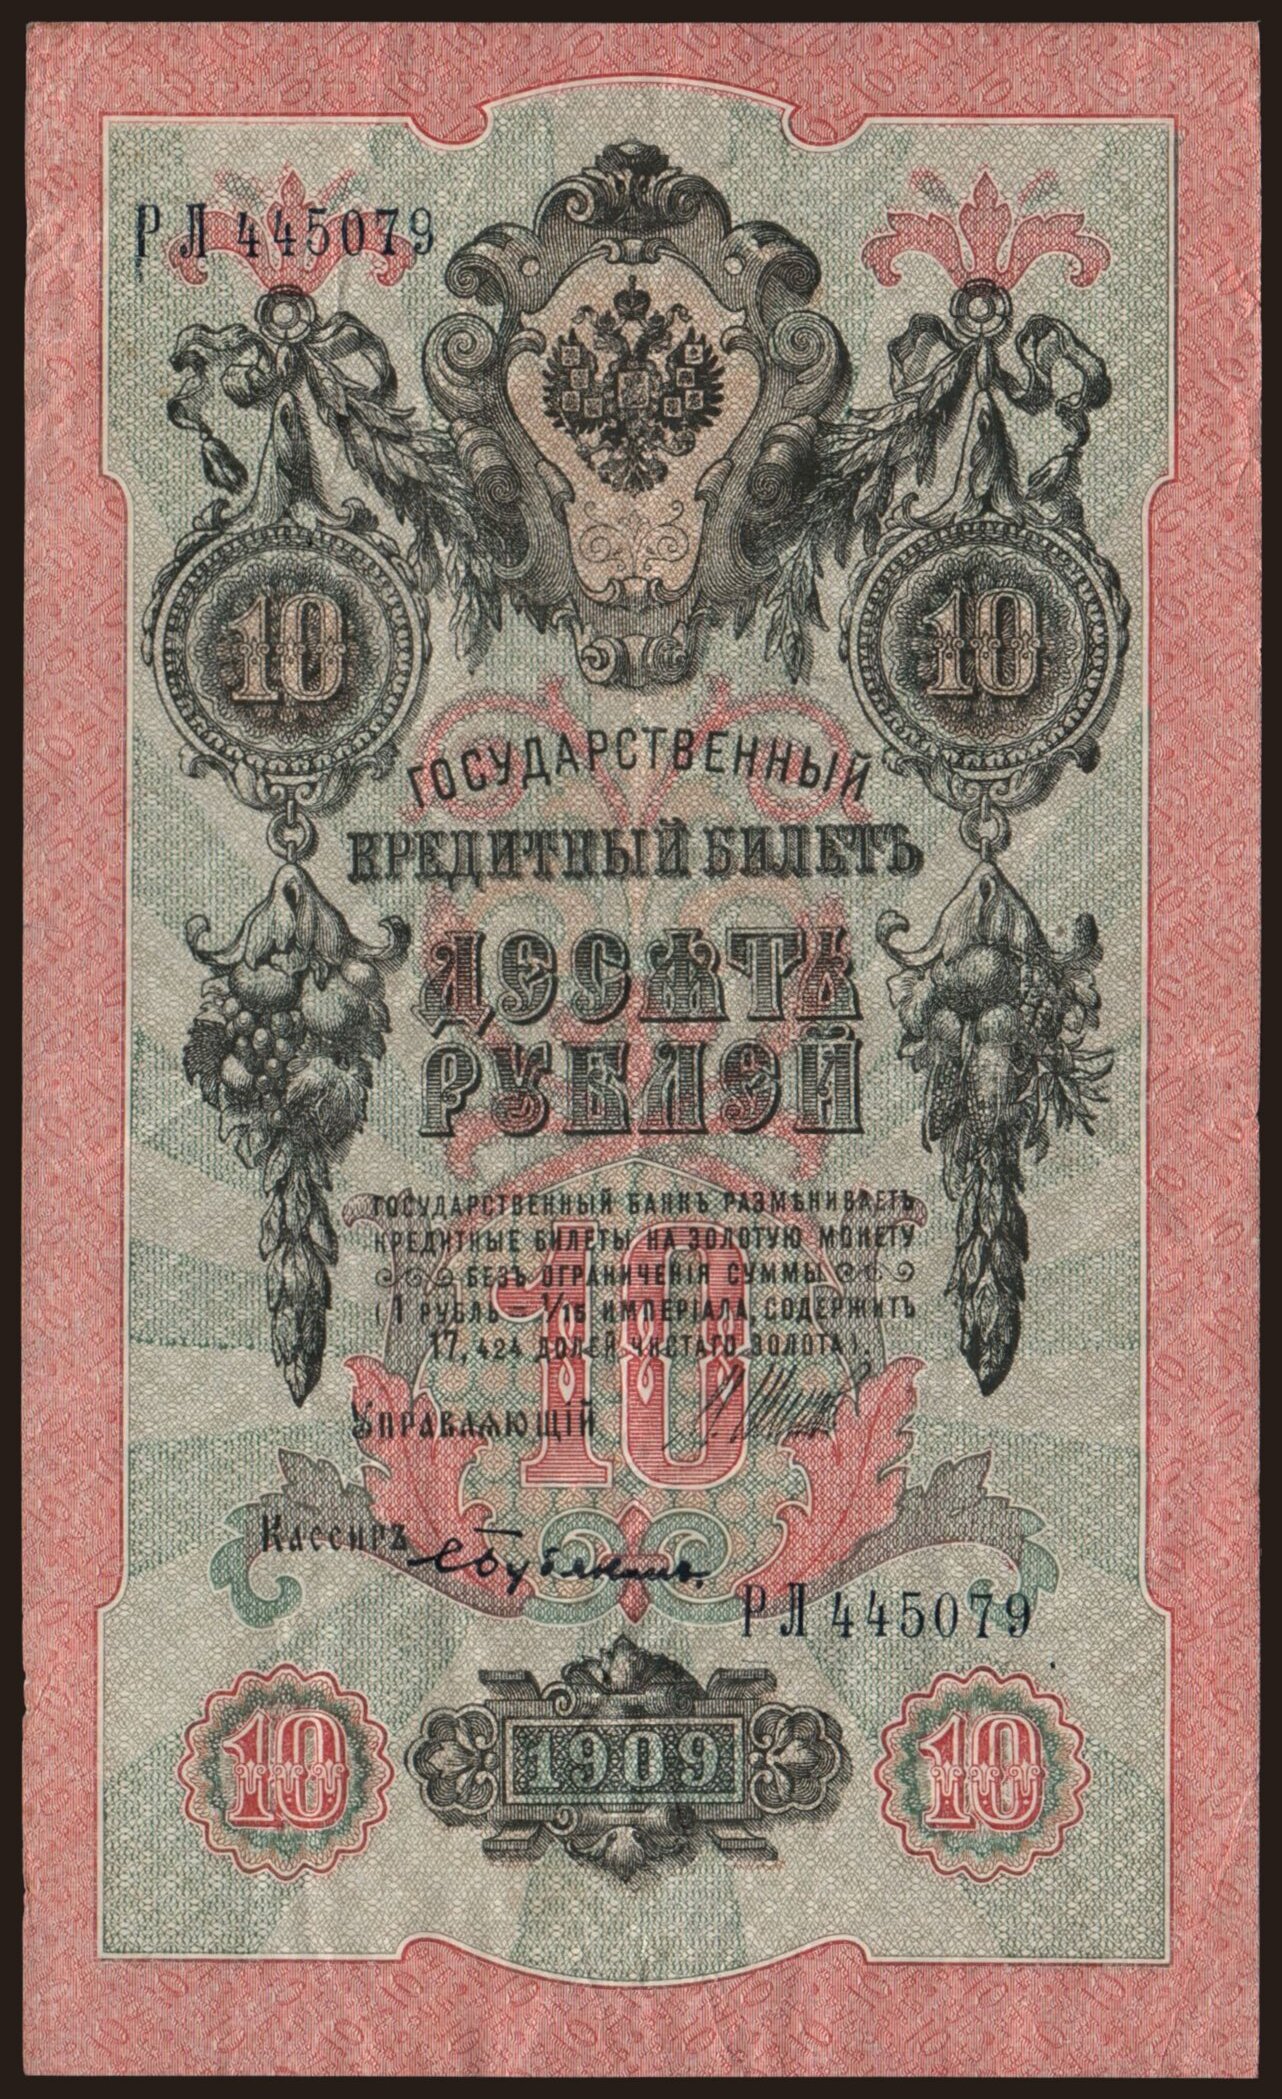 РЛ 445079
10 10
ГОСУДАРСТВЕННЫЙ
КРЕДИТНЫЙ БИЛЕТЪ
ДЕСЯТЬ
РУБЛЕЙ
ГОСУДАРСТВЕННЫЙ БАНКЪ РАЗМѢНИВАЕТЪ
КРЕДИТНЫЕ БИЛЕТЫ НА ЗОЛОТУЮ МОНЕТУ
БЕЗЪ ОГРАНИЧЕНІЯ СУММЫ
(1 РУБЛЬ = 1/15 ИМПЕРІАЛА, СОДЕРЖИТЪ
17,424 ДОЛЕЙ ЧИСТАГО ЗОЛОТА).
10
УПРАВЛЯЮЩІЙ
Кассиръ
РЛ 445079
10 1909 10